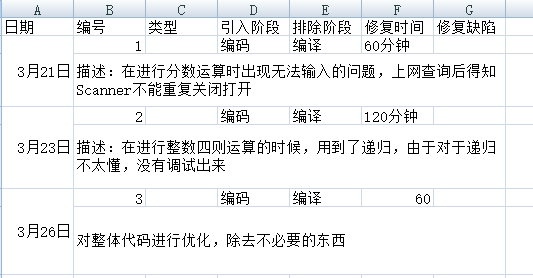 A B C D E F G
日期 编号 类型 引入阶段 排除阶段 修复时间 修复缺陷
1 编码 编译 60分钟
3月21日 描述：在进行分数运算时出现无法输入的问题，上网查询后得知
Scanner不能重复关闭打开
2 编码 编译 120分钟
3月23日 描述：在进行整数四则运算的时候，用到了递归，由于对于递归
不太懂，没有调试出来
3 编码 编译 60
3月26日 对整体代码进行优化，除去不必要的东西